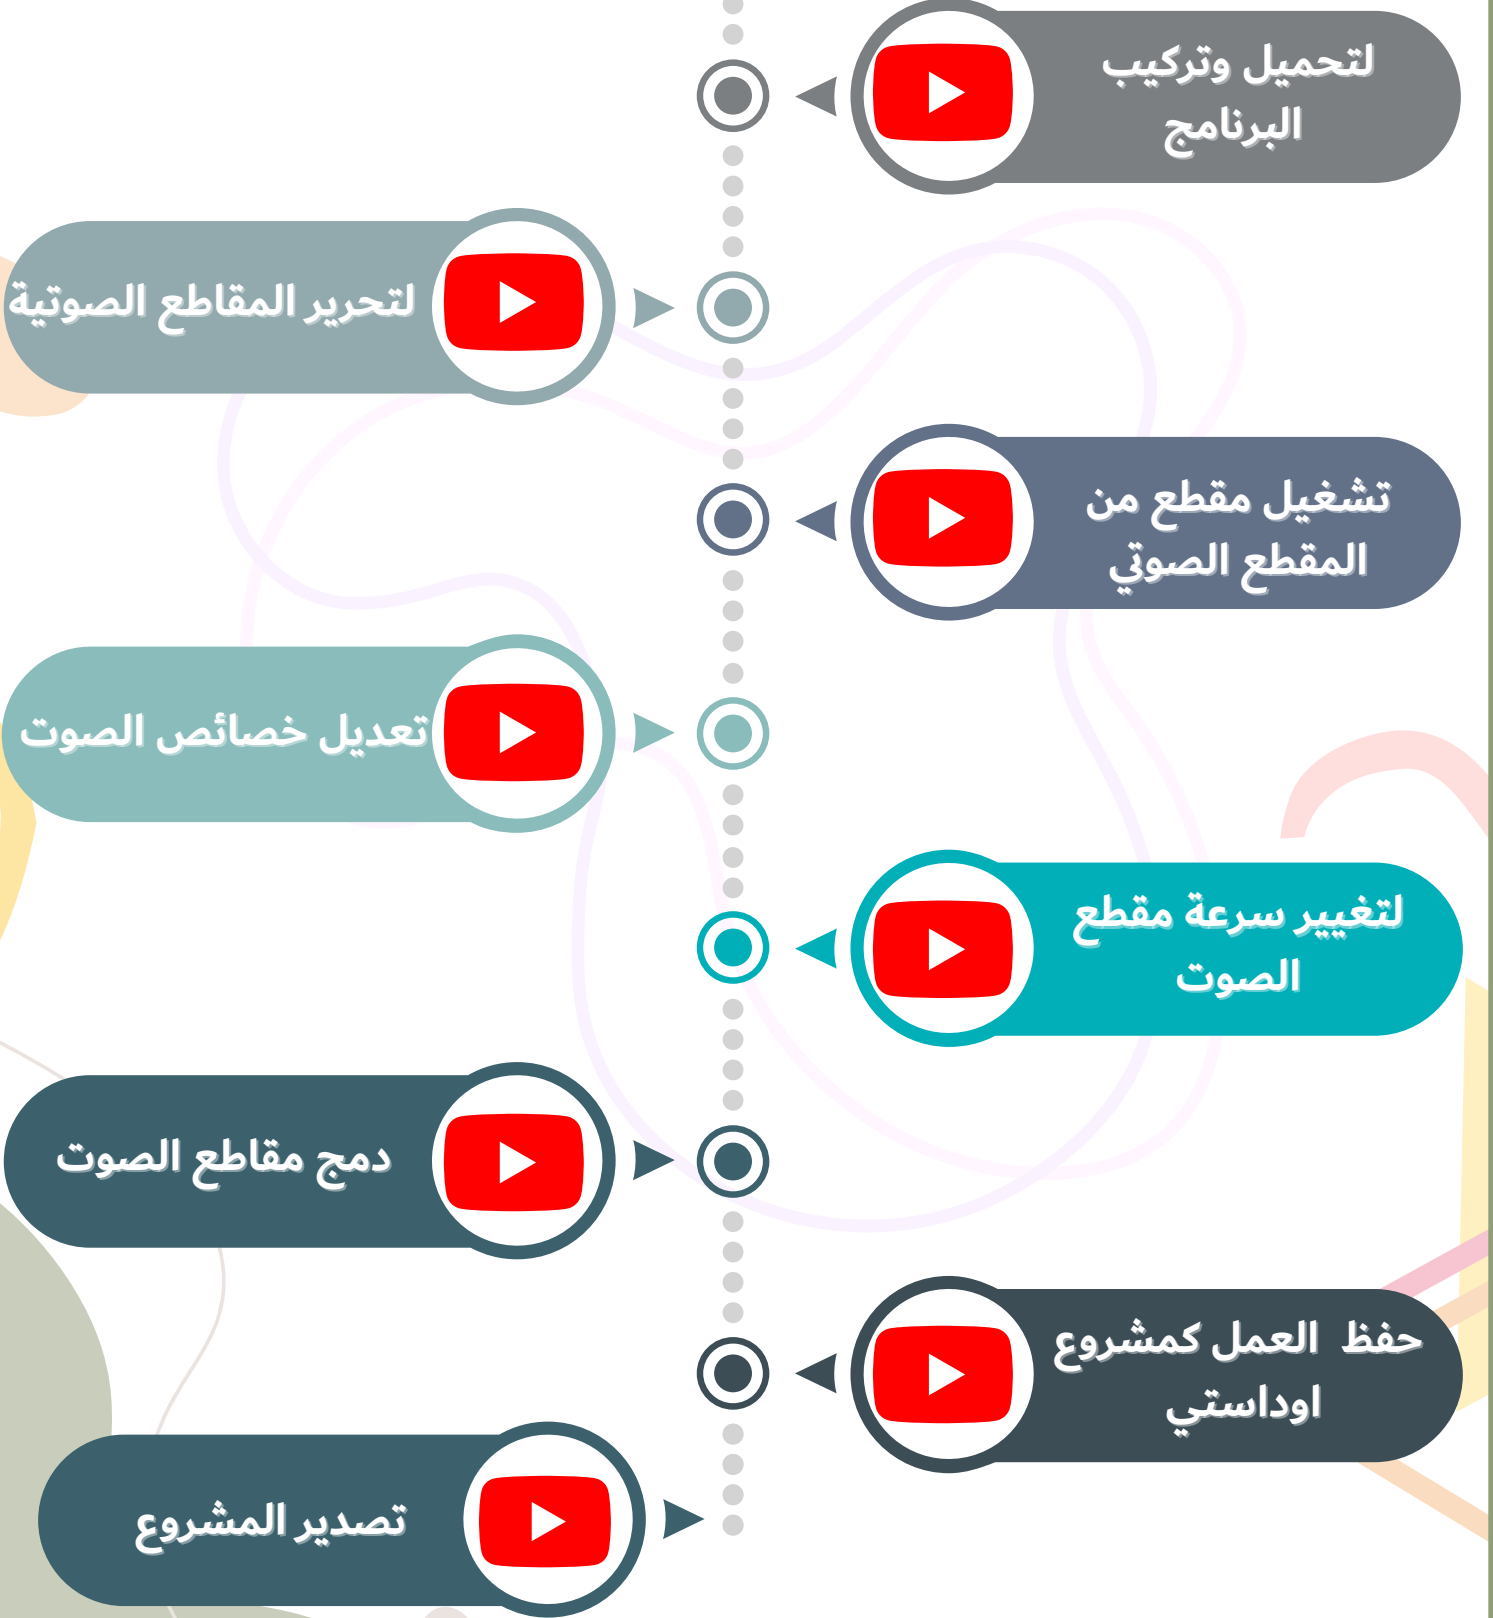 لتحميل وتركيب
البرنامج
لتحرير المقاطع الصوتية
تشغيل مقطع من
المقطع الصوتي
تعديل خصائص الصوت
لتغيير سرعة مقطع
الصوت
دمج مقاطع الصوت
حفظ العمل كمشروع
اوداستي
تصدير المشروع